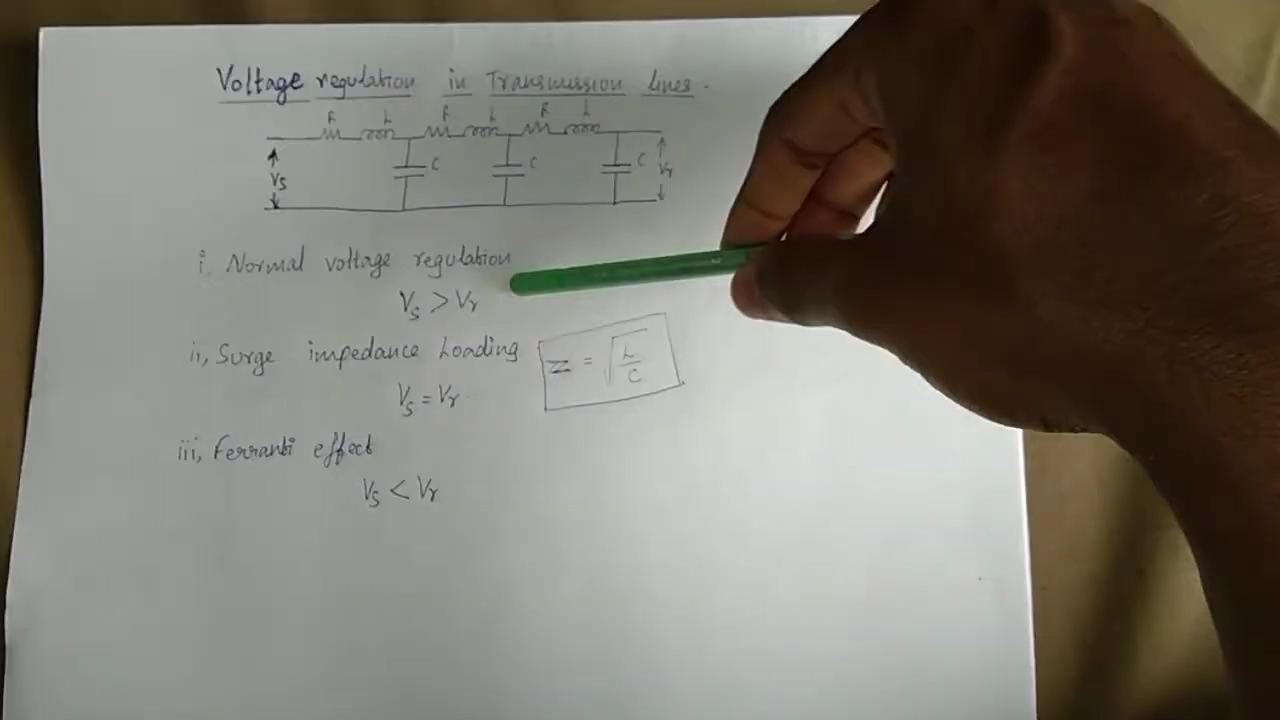 Voltage regulation in Transmission lines.
R L R L R L
Vs C C C Vr
i, Normal voltage regulation
Vs > Vr
ii, Surge impedance Loading Z = √L/C
Vs = Vr
iii, Ferranti effect
Vs < Vr